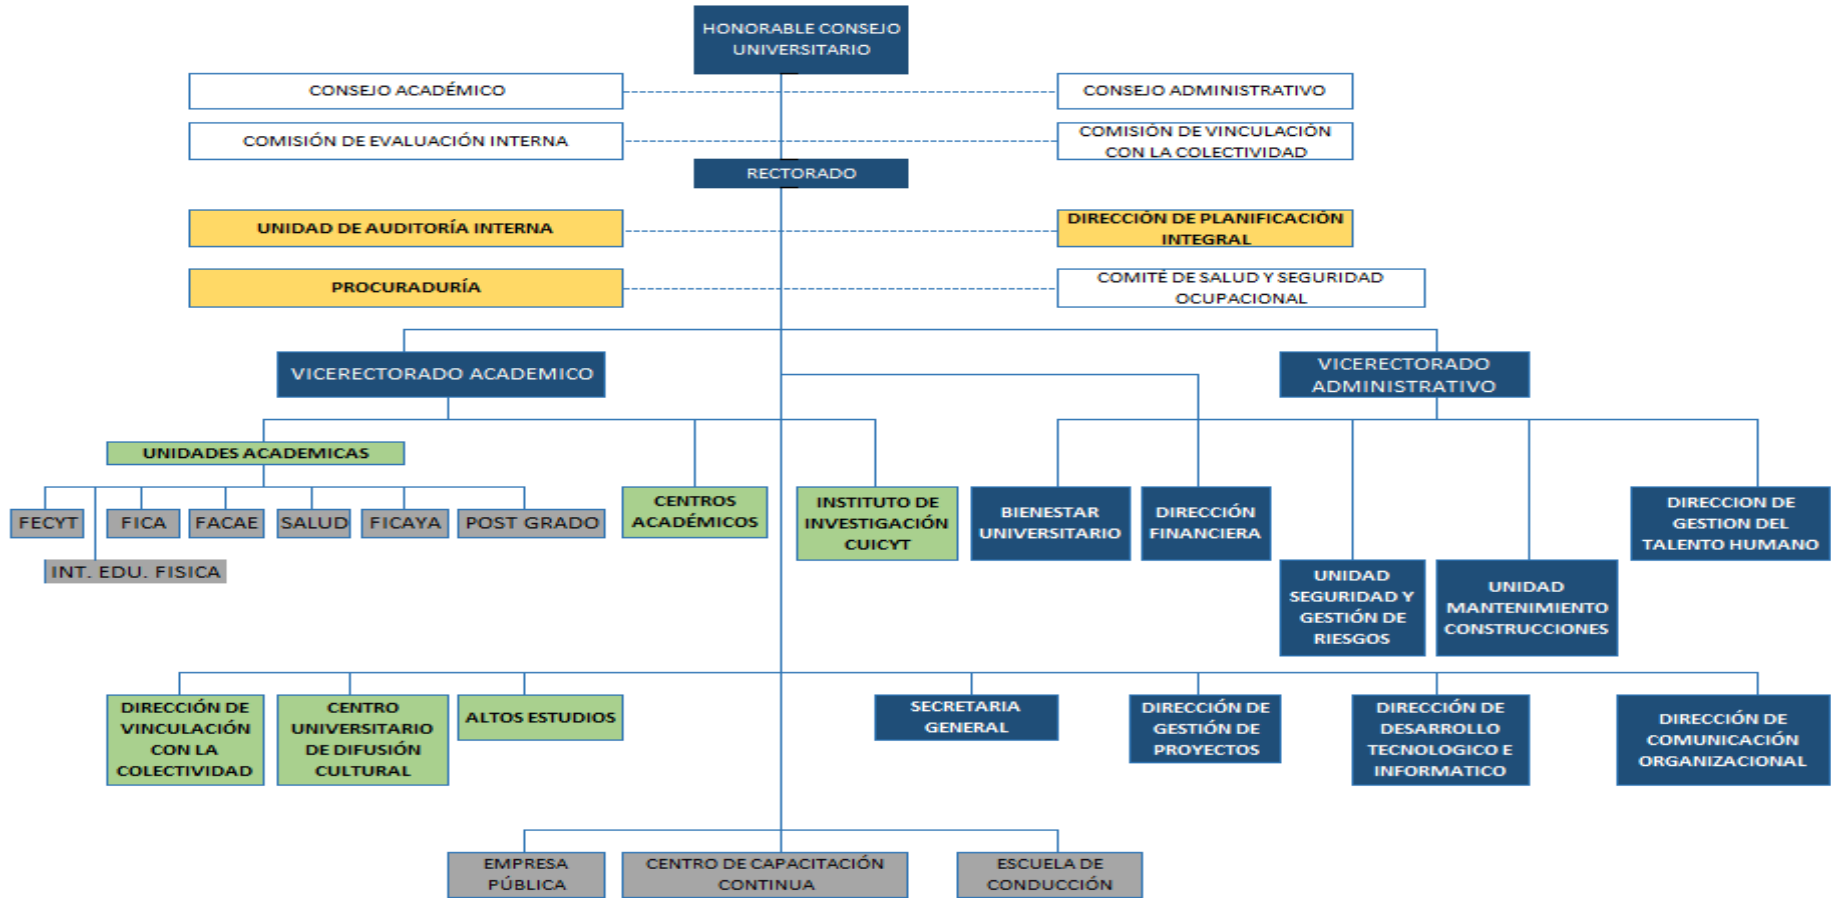 HONORABLE CONSEJO
UNIVERSITARIO
CONSEJO ACADÉMICO
CONSEJO ADMINISTRATIVO
COMISIÓN DE EVALUACIÓN INTERNA
COMISIÓN DE VINCULACIÓN
CON LA COLECTIVIDAD
RECTORADO
UNIDAD DE AUDITORÍA INTERNA
DIRECCIÓN DE PLANIFICACIÓN
INTEGRAL
PROCURADURÍA
COMITÉ DE SALUD Y SEGURIDAD
OCUPACIONAL
VICERECTORADO ACADEMICO
VICERECTORADO
ADMINISTRATIVO
UNIDADES ACADEMICAS
FECYT
FICA
FACAE
SALUD
FICAYA
POST GRADO
INT. EDU. FISICA
CENTROS
ACADÉMICOS
INSTITUTO DE
INVESTIGACIÓN
CUICYT
BIENESTAR
UNIVERSITARIO
DIRECCIÓN
FINANCIERA
DIRECCION DE
GESTION DEL
TALENTO HUMANO
UNIDAD
SEGURIDAD Y
GESTIÓN DE
RIESGOS
UNIDAD
MANTENIMIENTO
CONSTRUCCIONES
DIRECCIÓN DE
VINCULACIÓN
CON LA
COLECTIVIDAD
CENTRO
UNIVERSITARIO
DE DIFUSIÓN
CULTURAL
ALTOS ESTUDIOS
SECRETARIA
GENERAL
DIRECCIÓN DE
GESTIÓN DE
PROYECTOS
DIRECCIÓN DE
DESARROLLO
TECNOLOGICO E
INFORMATICO
DIRECCIÓN DE
COMUNICACIÓN
ORGANIZACIONAL
EMPRESA
PÚBLICA
CENTRO DE CAPACITACIÓN
CONTINUA
ESCUELA DE
CONDUCCIÓN